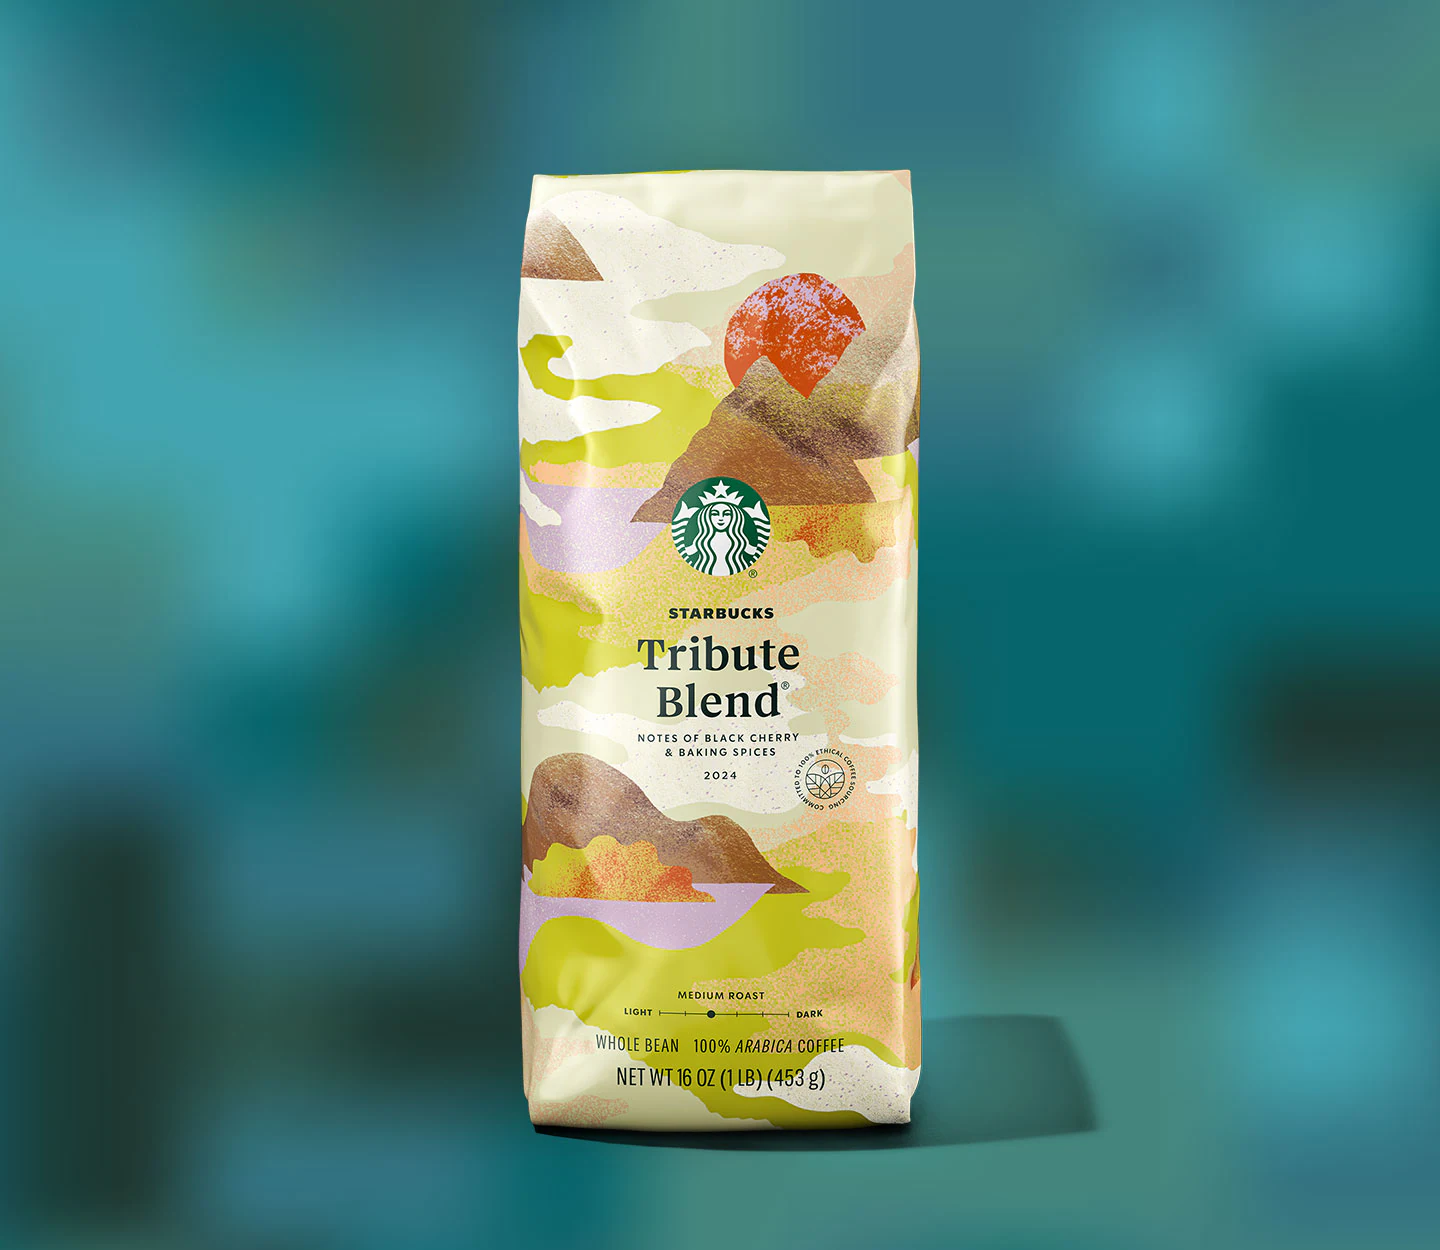 ®
STARBUCKS
Tribute
Blend®
NOTES OF BLACK CHERRY
& BAKING SPICES
2024
COMMITTED TO 100% ETHICAL COFFEE SOURCING
MEDIUM ROAST
LIGHT DARK
WHOLE BEAN 100% ARABICA COFFEE
NET WT 16 OZ (1 LB) (453 g)